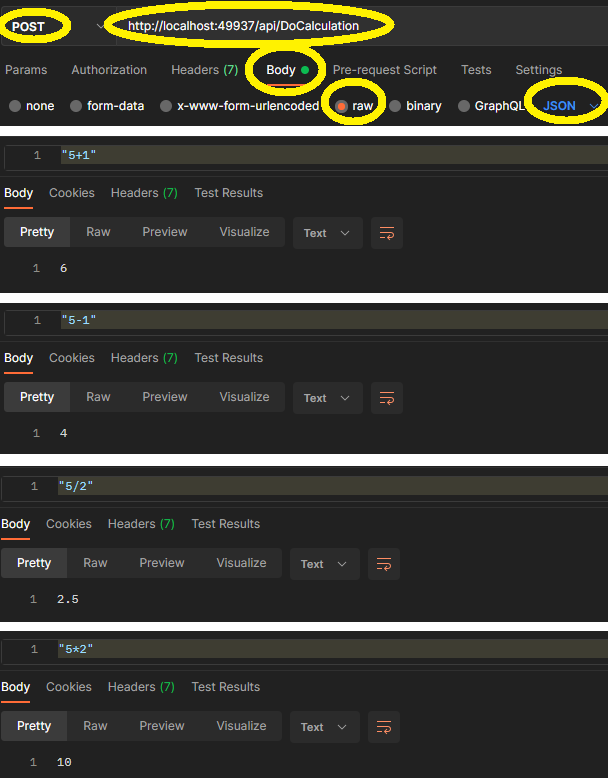 POST http://localhost:49937/api/DoCalculation
Params Authorization Headers (7) Body Pre-request Script Tests Settings
none form-data x-www-form-urlencoded raw binary GraphQL JSON
1 "5+1"
Body Cookies Headers (7) Test Results
Pretty Raw Preview Visualize Text
1 6
1 "5-1"
Body Cookies Headers (7) Test Results
Pretty Raw Preview Visualize Text
1 4
1 "5/2"
Body Cookies Headers (7) Test Results
Pretty Raw Preview Visualize Text
1 2.5
1 "5*2"
Body Cookies Headers (7) Test Results
Pretty Raw Preview Visualize Text
1 10